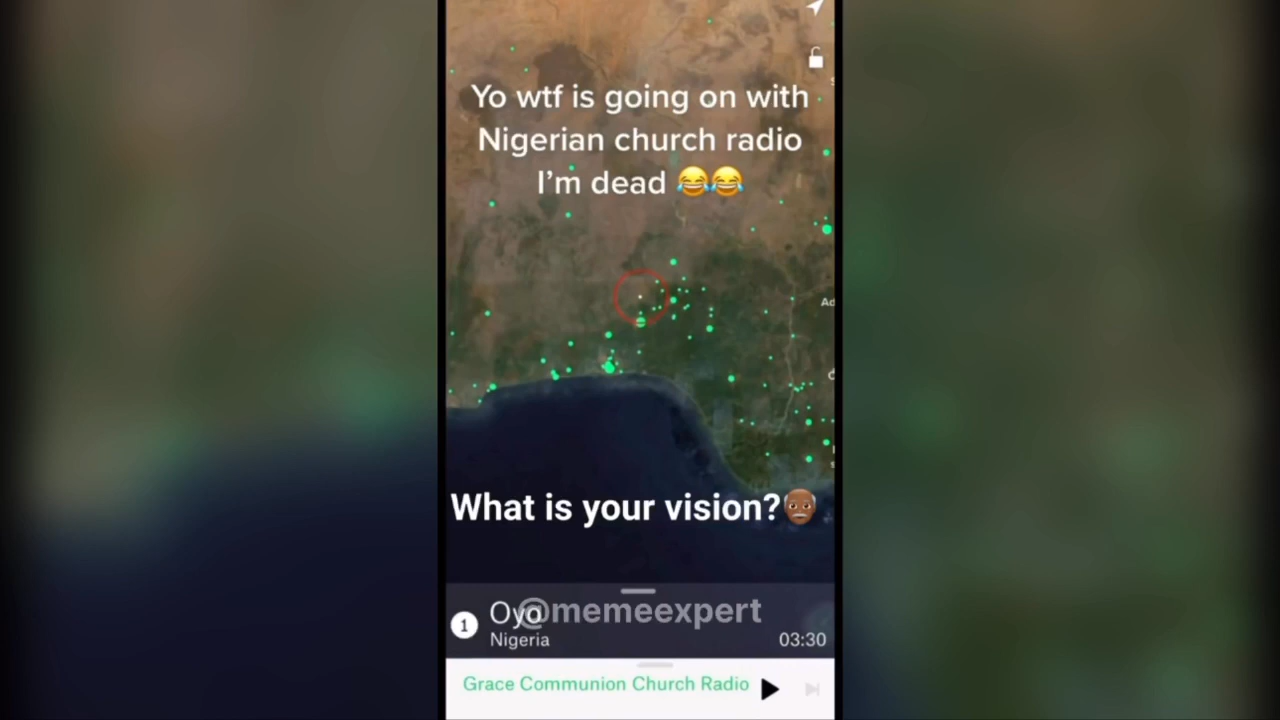 Yo wtf is going on with
Nigerian church radio
I'm dead 😂😂
What is your vision?👴🏾
@memeexpert
1
Oyo
Nigeria
03:30
Grace Communion Church Radio